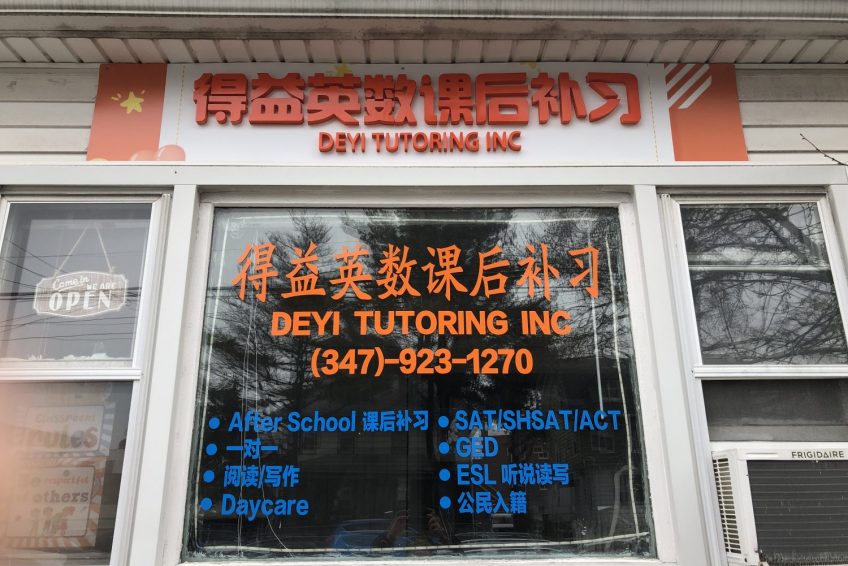 得益英数课后补习
DEYI TUTORING INC
Come in
WE ARE
OPEN
得益英数课后补习
DEYI TUTORING INC
(347)-923-1270
• After School 课后补习
• 一对一
• 阅读/写作
• Daycare
• SAT/SHSAT/ACT
• GED
• ESL 听说读写
• 公民入籍
classroom
rules
others
FRIGIDAIRE